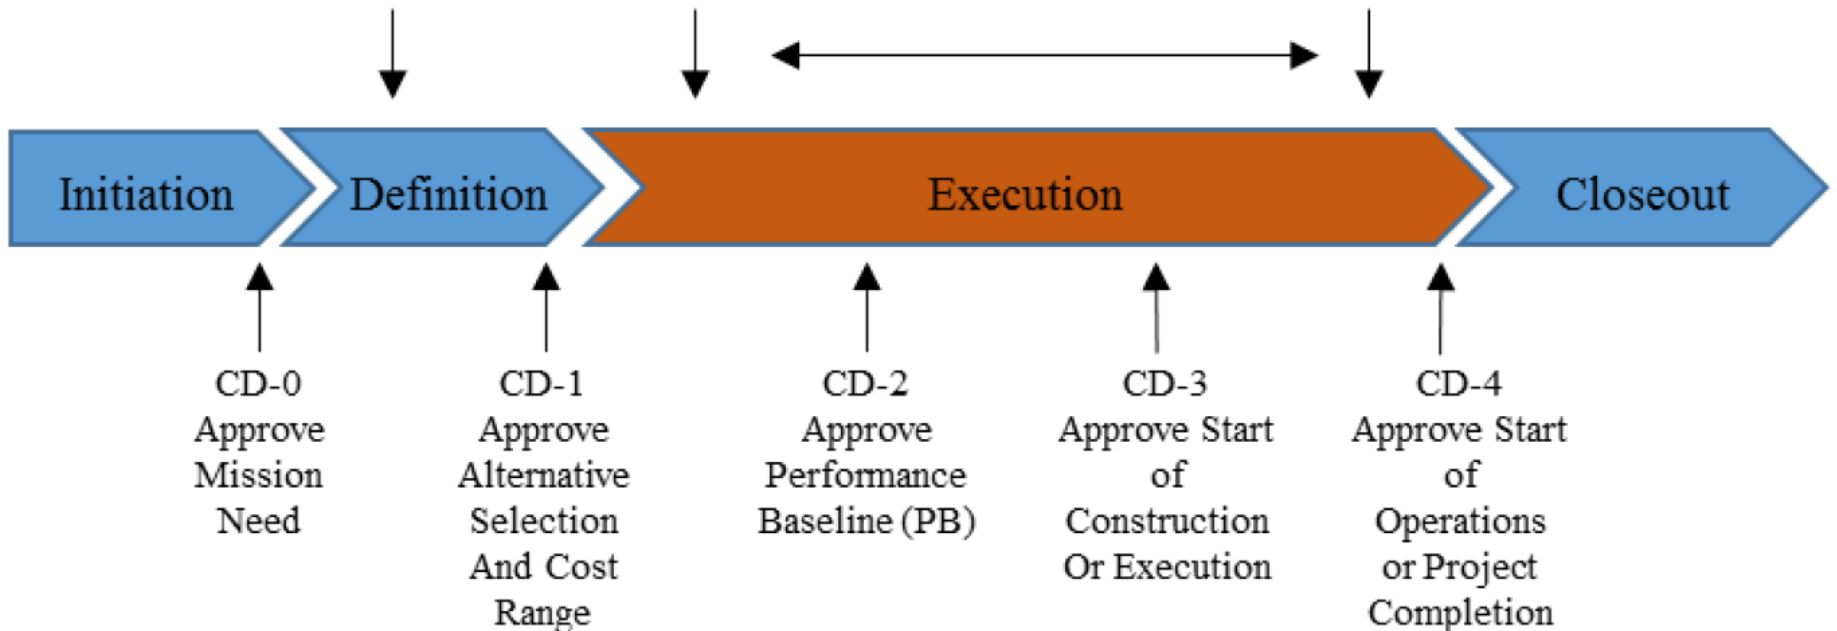 Initiation
Definition
Execution
Closeout
CD-0
Approve
Mission
Need
CD-1
Approve
Alternative
Selection
And Cost
Range
CD-2
Approve
Performance
Baseline (PB)
CD-3
Approve Start
of
Construction
Or Execution
CD-4
Approve Start
of
Operations
or Project
Completion